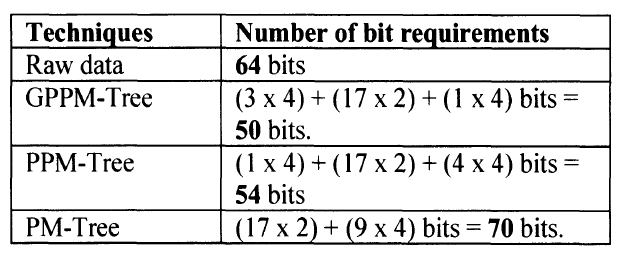 Techniques Number of bit requirements
Raw data 64 bits
GPPM-Tree (3 x 4) + (17 x 2) + (1 x 4) bits =
50 bits.
PPM-Tree (1 x 4) + (17 x 2) + (4 x 4) bits =
54 bits
PM-Tree (17 x 2) + (9 x 4) bits = 70 bits.